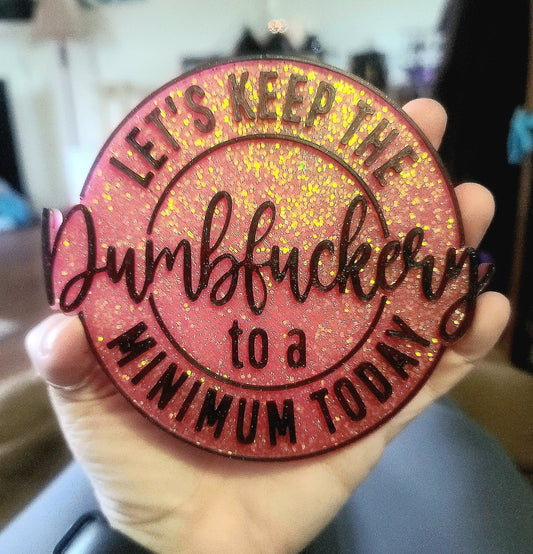 LET'S KEEP THE
Dumbfuckery
to a
MINIMUM TODAY